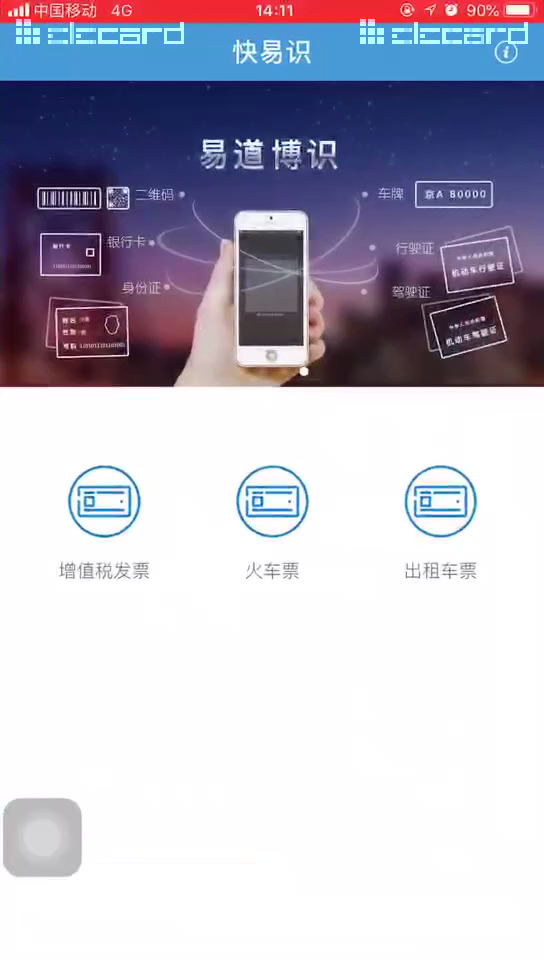 中国移动 4G 14:11 90%
elecard elecard
快易识
易道博识
二维码
车牌 京A 80000
银行卡
银行卡
行驶证
机动车行驶证
身份证
驾驶证
机动车驾驶证
增值税发票 火车票 出租车票